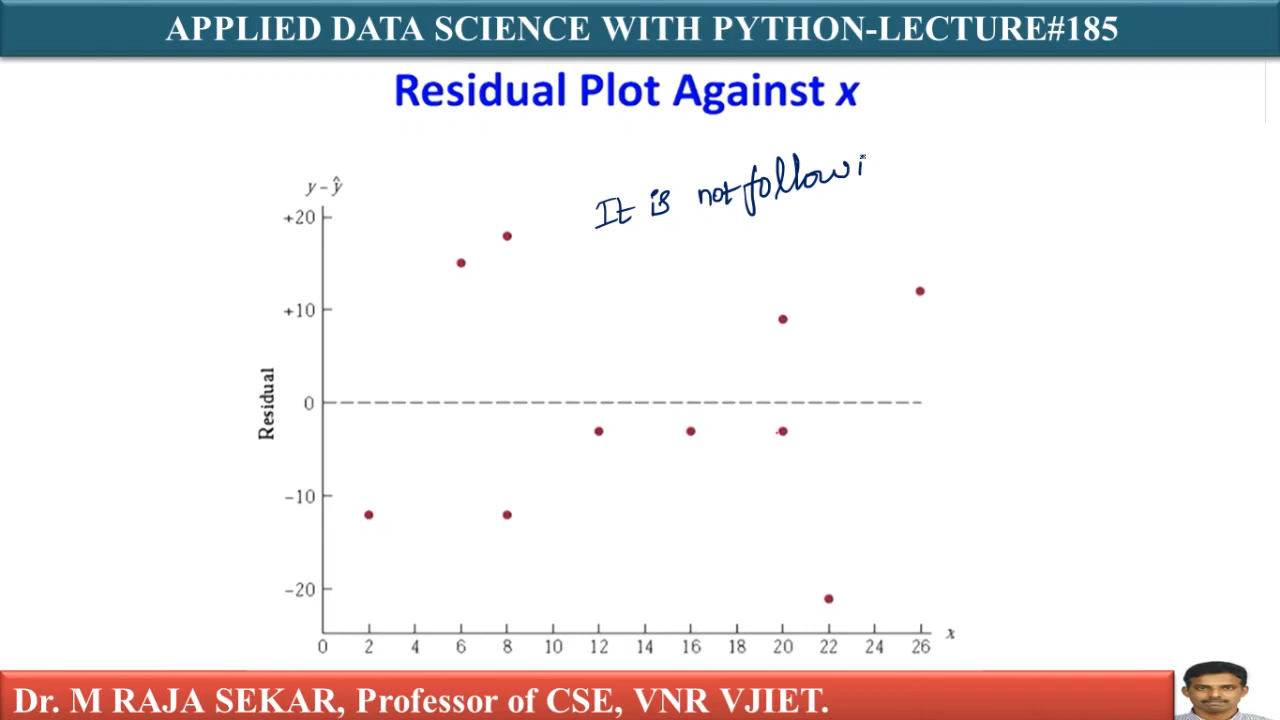 APPLIED DATA SCIENCE WITH PYTHON-LECTURE#185
Residual Plot Against x
It is not followi
y – ŷ
+20
+10
0
–10
–20
Residual
0 2 4 6 8 10 12 14 16 18 20 22 24 26 x
Dr. M RAJA SEKAR, Professor of CSE, VNR VJIET.